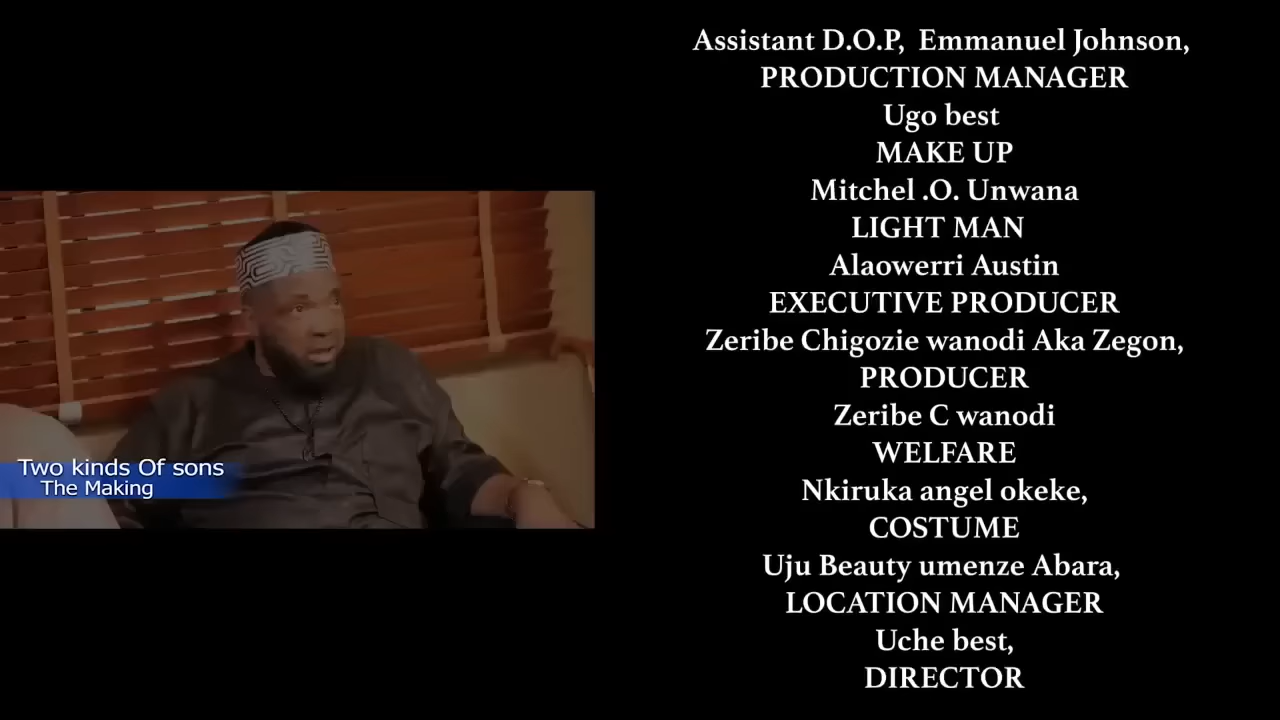 Two kinds Of sons
The Making
Assistant D.O.P,  Emmanuel Johnson,
PRODUCTION MANAGER
Ugo best
MAKE UP
Mitchel .O. Unwana
LIGHT MAN
Alaowerri Austin
EXECUTIVE PRODUCER
Zeribe Chigozie wanodi Aka Zegon,
PRODUCER
Zeribe C wanodi
WELFARE
Nkiruka angel okeke,
COSTUME
Uju Beauty umenze Abara,
LOCATION MANAGER
Uche best,
DIRECTOR